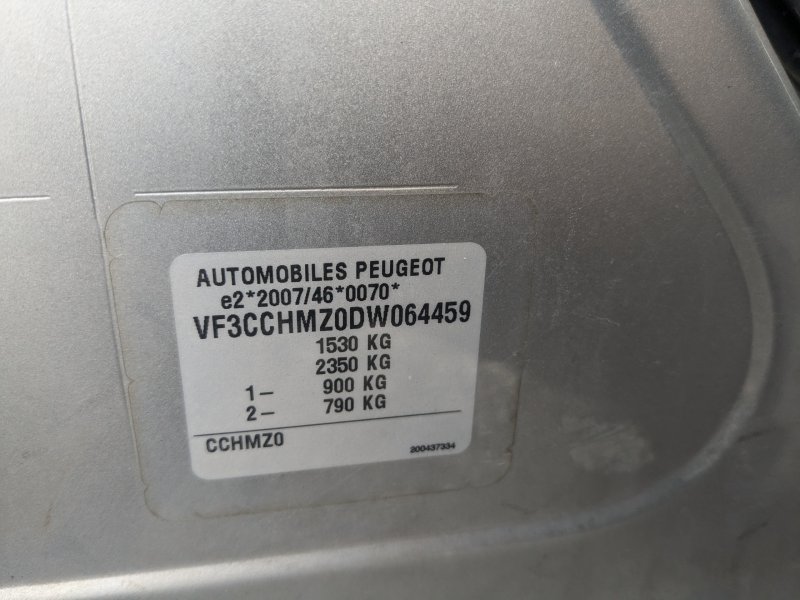 AUTOMOBILES PEUGEOT
e2*2007/46*0070*
VF3CCHMZ0DW064459
1530 KG
2350 KG
1– 900 KG
2– 790 KG
CCHMZ0 200437334